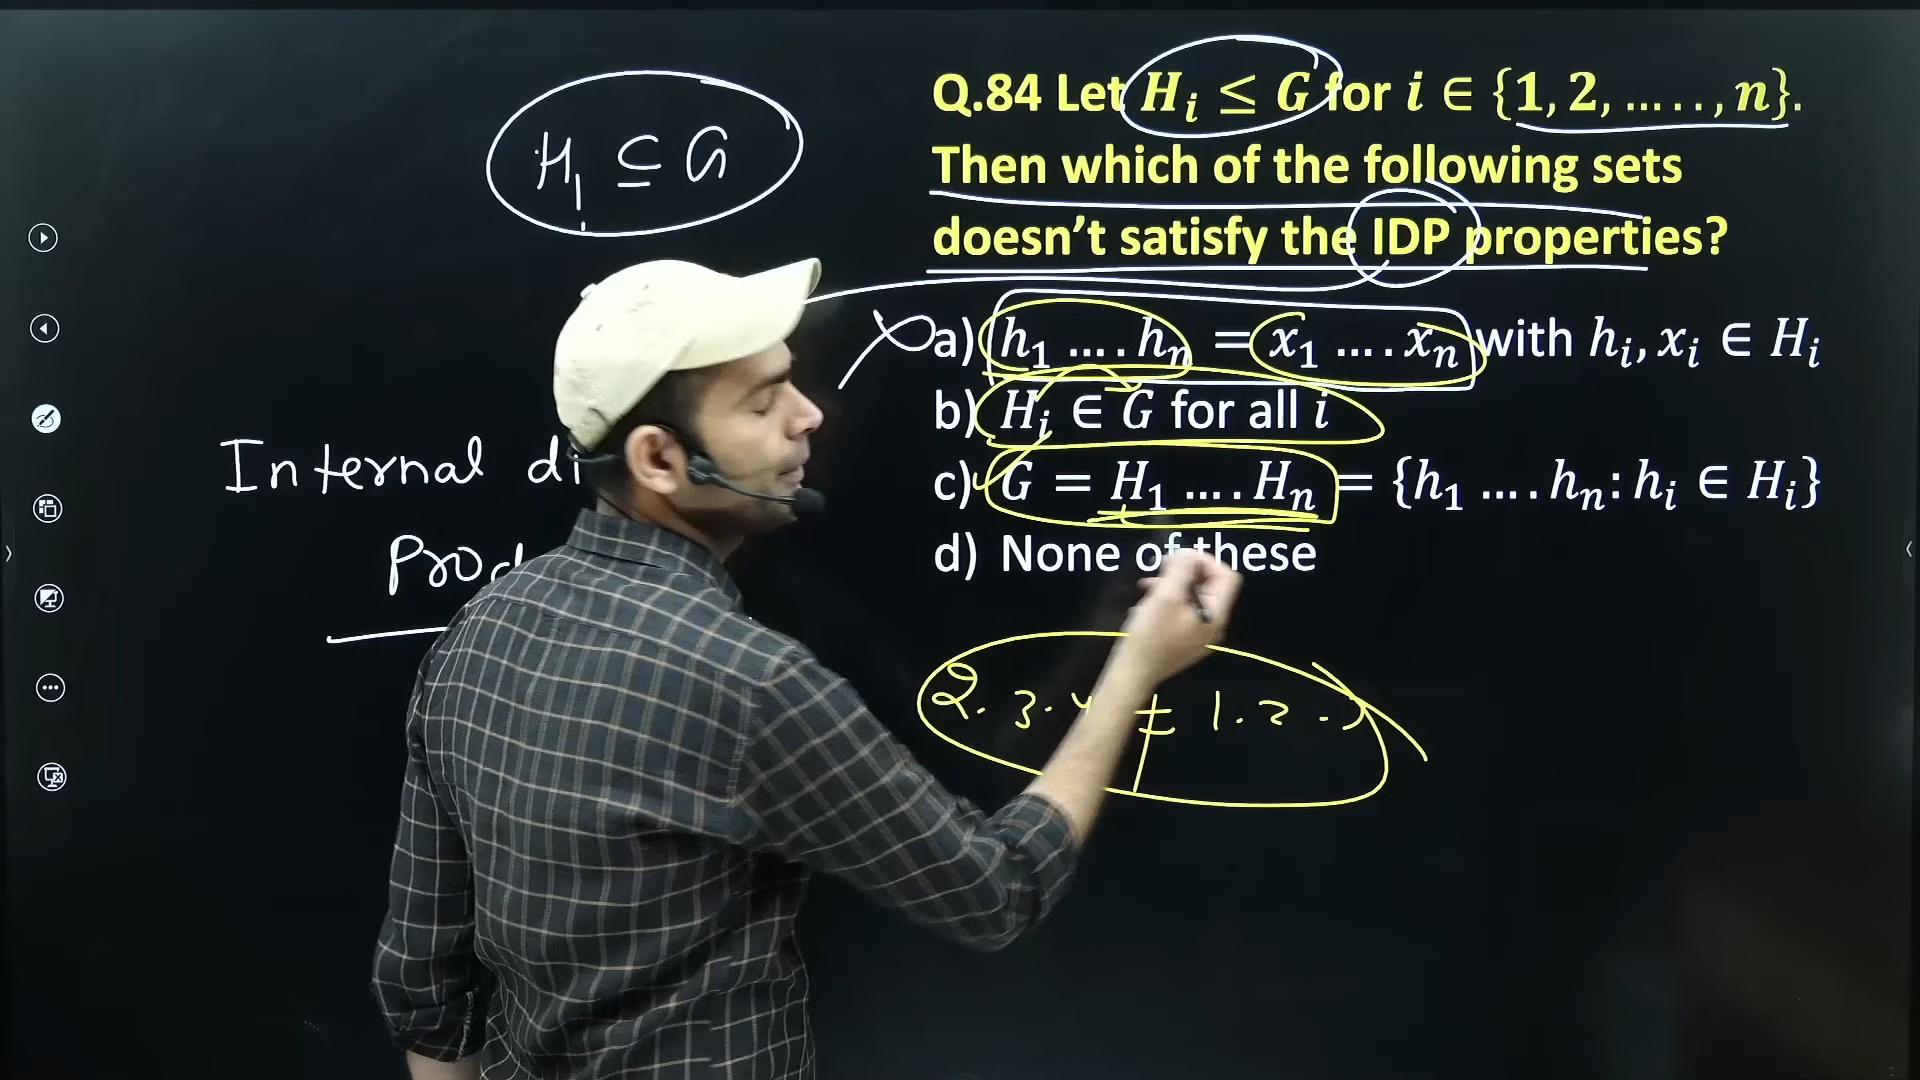 Q.84 Let H_i ≤ G for i ∈ {1, 2, ... . . , n}.
Then which of the following sets
doesn't satisfy the IDP properties?
a) h_1 ... . h_n = x_1 ... . x_n with h_i, x_i ∈ H_i
b) H_i ∈ G for all i
c) G = H_1 ... . H_n = {h_1 ... . h_n: h_i ∈ H_i}
d) None of these
H_1 ⊆ G
Internal di
Prod
2. 3. 4 ≠ 1. 2 .